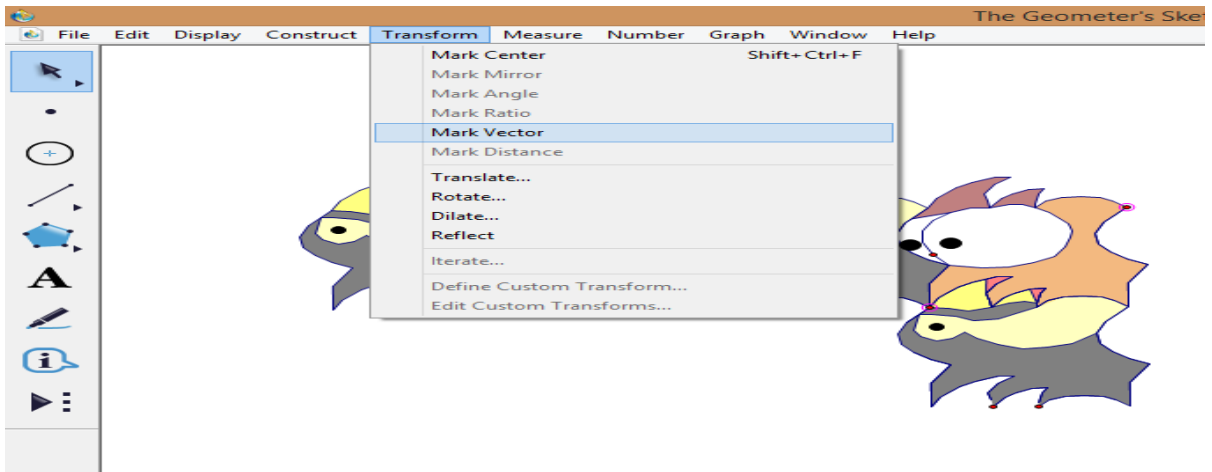 The Geometer's Sket
File Edit Display Construct Transform Measure Number Graph Window Help
Mark Center Shift+Ctrl+F
Mark Mirror
Mark Angle
Mark Ratio
Mark Vector
Mark Distance
Translate...
Rotate...
Dilate...
Reflect
Iterate...
Define Custom Transform...
Edit Custom Transforms...
A
i